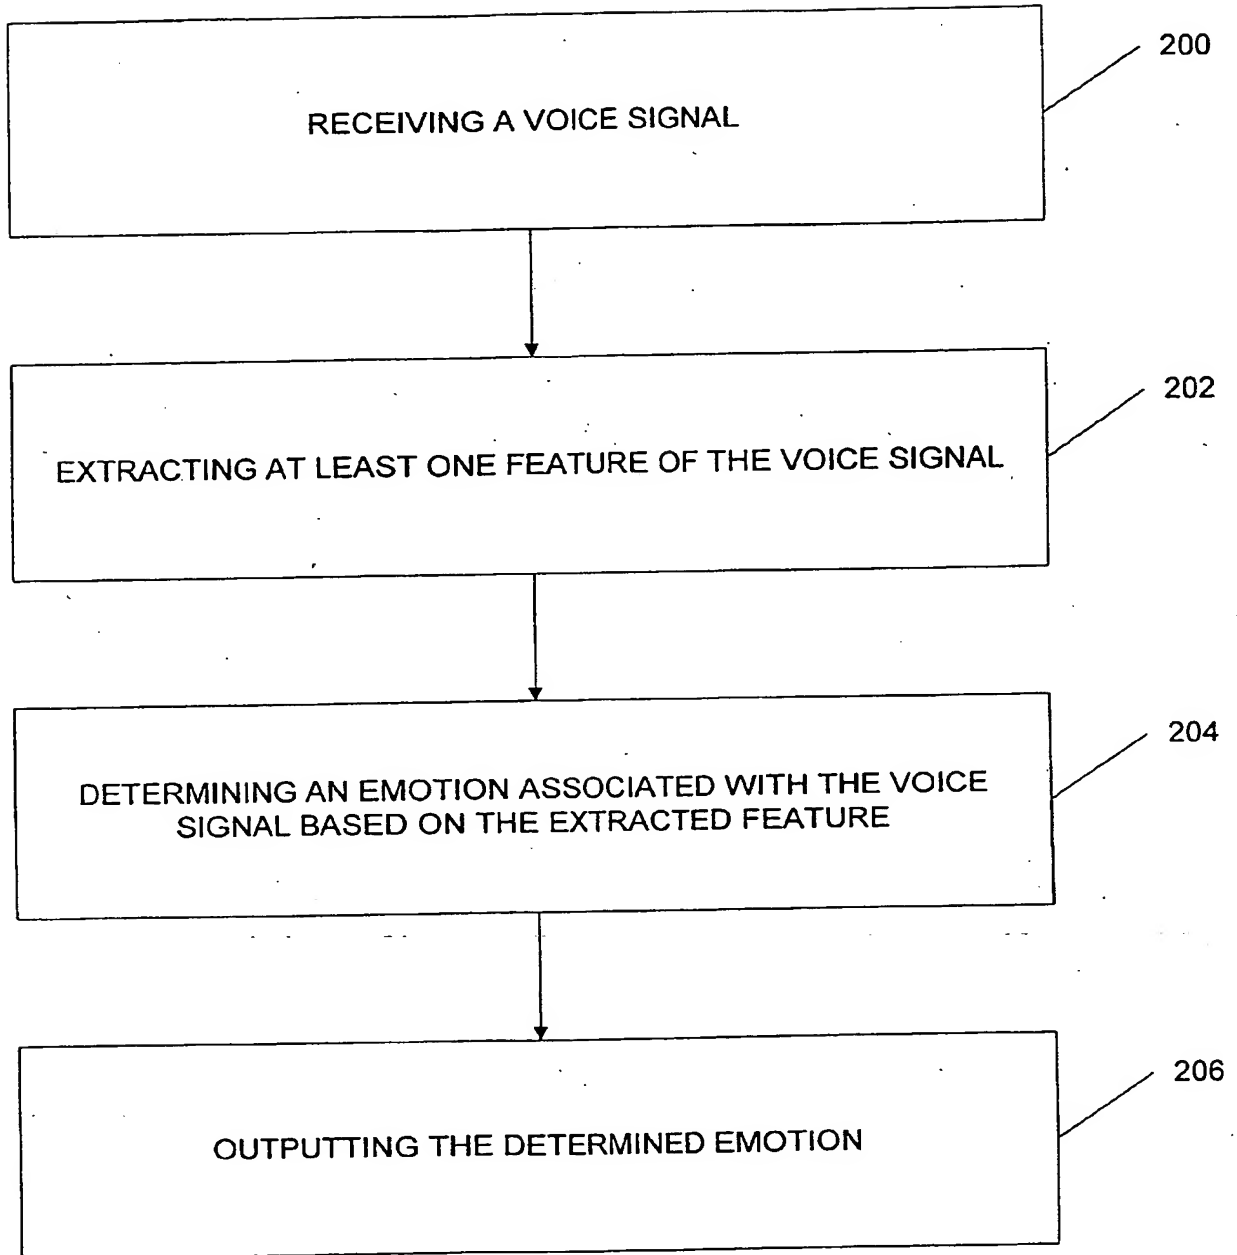 200
RECEIVING A VOICE SIGNAL
202
EXTRACTING AT LEAST ONE FEATURE OF THE VOICE SIGNAL
204
DETERMINING AN EMOTION ASSOCIATED WITH THE VOICE
SIGNAL BASED ON THE EXTRACTED FEATURE
206
OUTPUTTING THE DETERMINED EMOTION